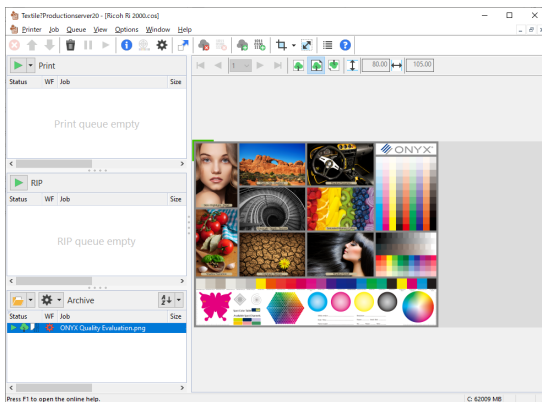 Textile?Productionserver20 - [Ricoh Ri 2000.cos]
Printer Job Queue View Options Window Help
Print
1
80.00
105.00
Status WF Job Size
Print queue empty
RIP
Status WF Job Size
RIP queue empty
Archive
Status WF Job Size
ONYX Quality Evaluation.png
ONYX
Press F1 to open the online help.
C: 62009 MB